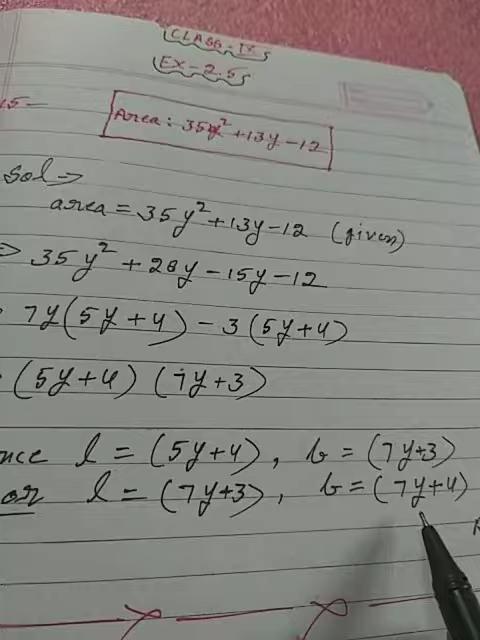 CLASS-IX
EX-2.5
Area: 35y²+13y-12
Sol ⇒
area = 35y²+13y-12 (given)
⇒ 35y² + 28y - 15y - 12
7y(5y+4) - 3(5y+4)
(5y+4) (7y+3)
nce l = (5y+4), b = (7y+3)
or l = (7y+3), b = (7y+4)